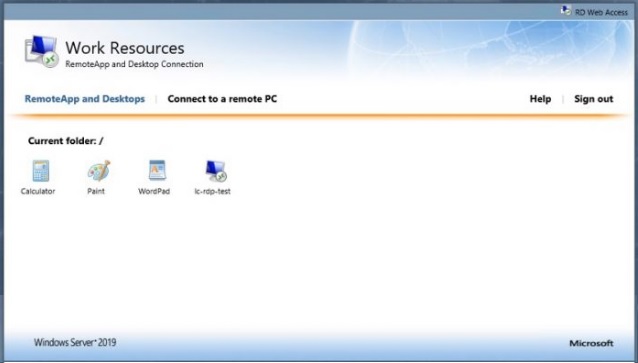 RD Web Access
Work Resources
RemoteApp and Desktop Connection
RemoteApp and Desktops | Connect to a remote PC Help | Sign out
Current folder: /
Calculator Paint WordPad lc-rdp-test
Windows Server® 2019 Microsoft